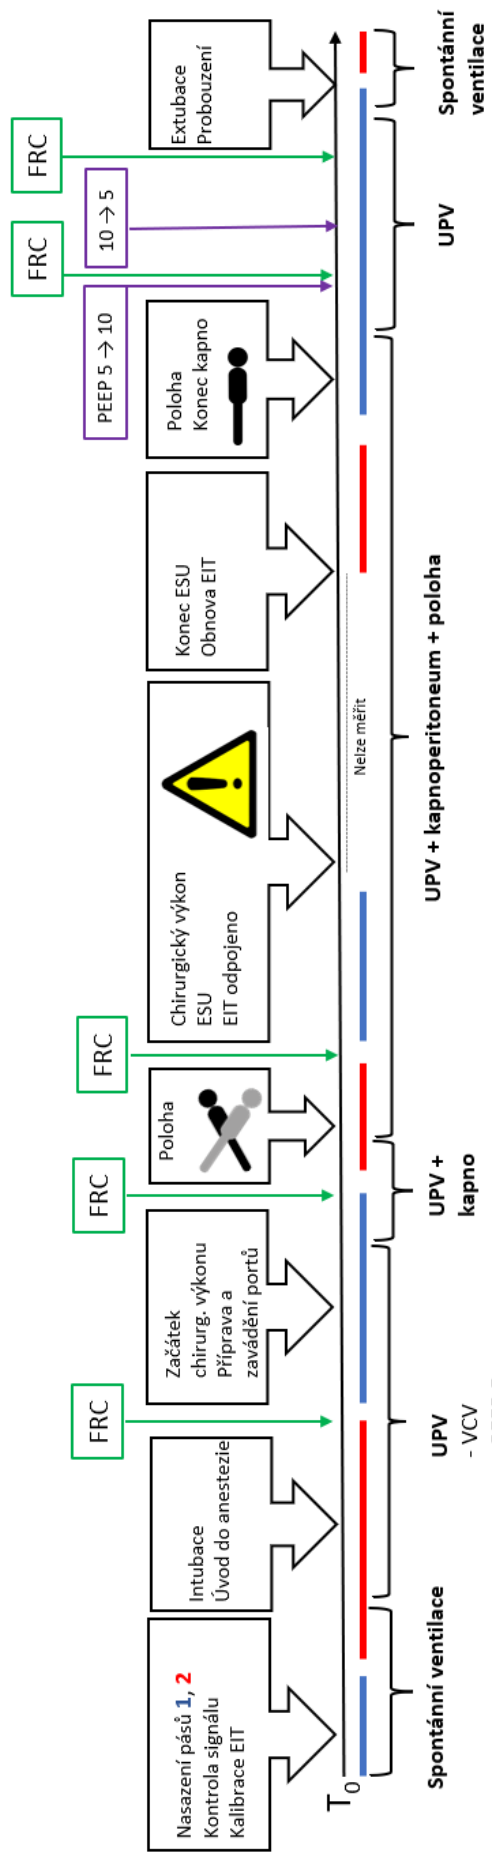 FRC
FRC
FRC
FRC
FRC
PEEP 5 → 10
10 → 5
Nasazení pásů 1, 2
Kontrola signálu
Kalibrace EIT
Intubace
Úvod do anestezie
Začátek
chirurg. výkonu
Příprava a
zavádění portů
Poloha
Chirurgický výkon
ESU
EIT odpojeno
Konec ESU
Obnova EIT
Poloha
Konec kapno
Extubace
Probouzení
T0
Nelze měřit
Spontánní ventilace
UPV
- VCV
UPV +
kapno
UPV + kapnoperitoneum + poloha
UPV
Spontánní
ventilace